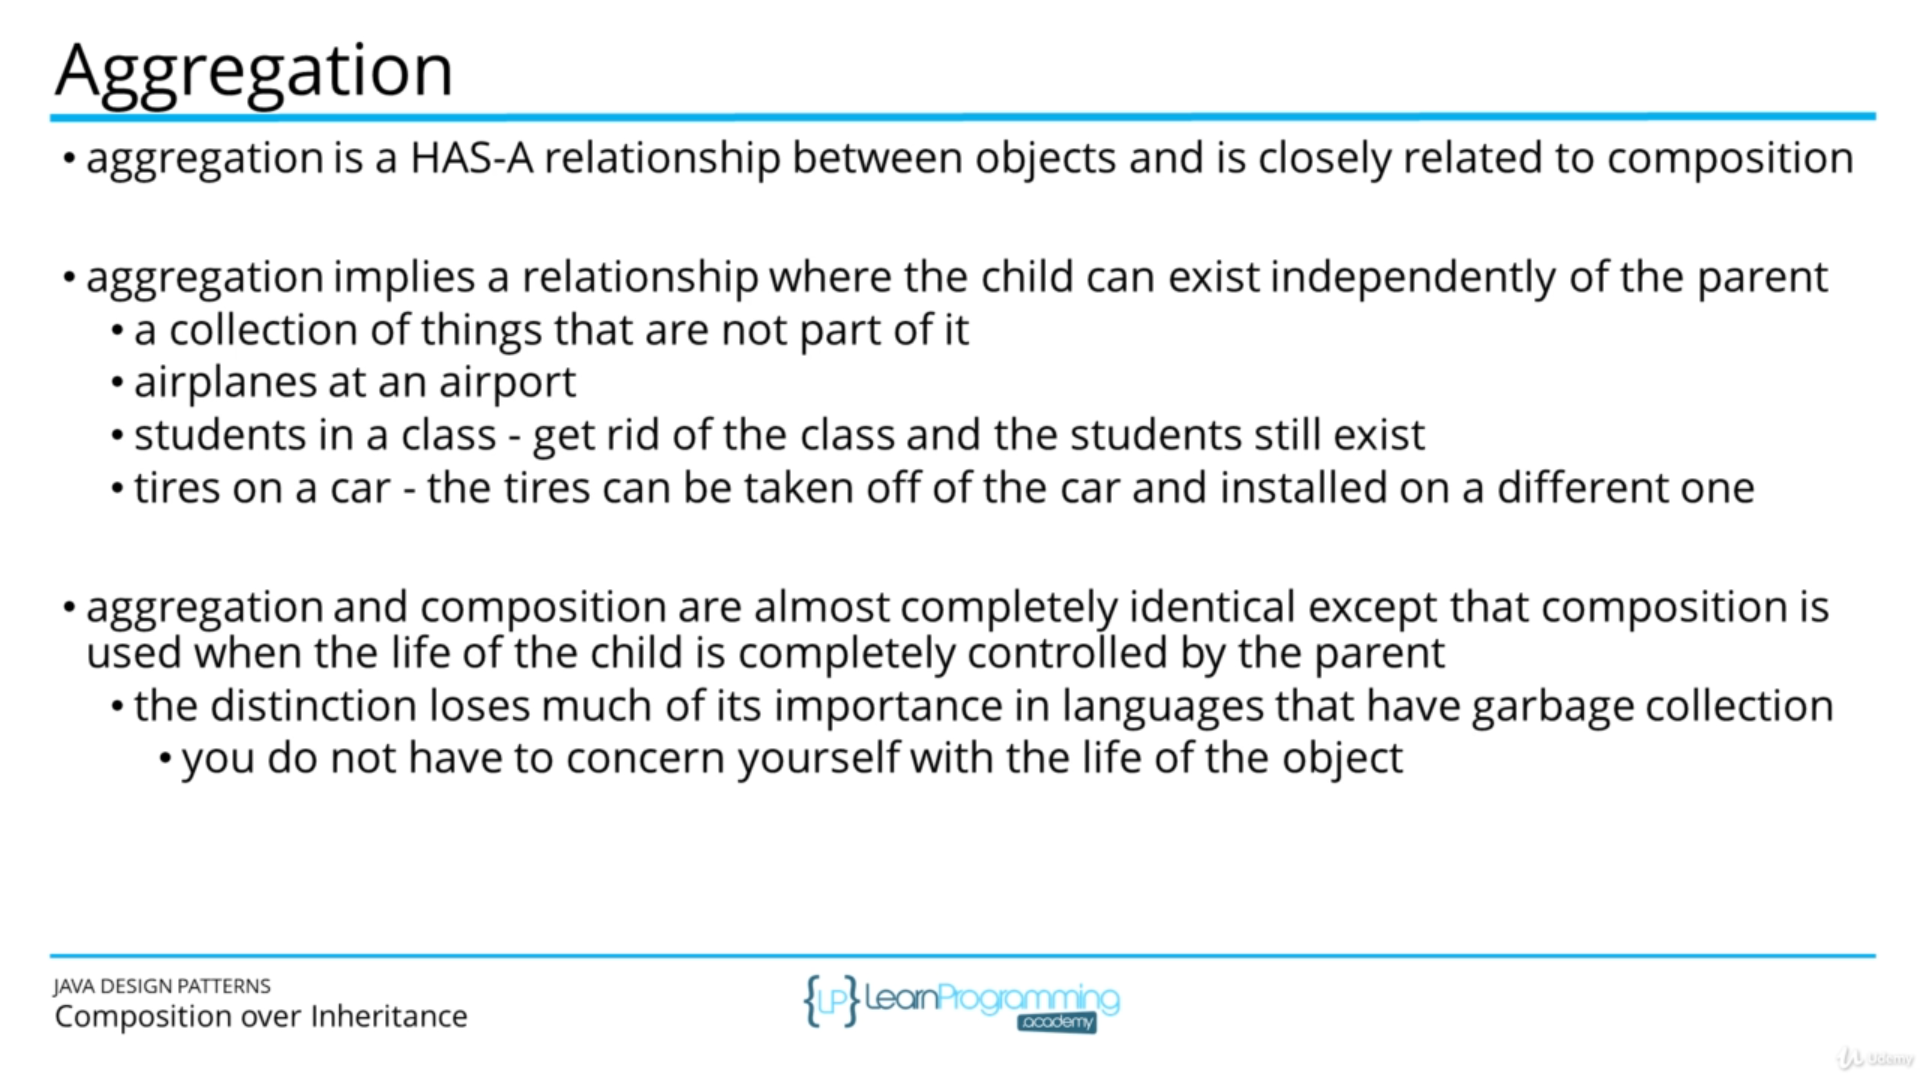 Aggregation
• aggregation is a HAS-A relationship between objects and is closely related to composition
• aggregation implies a relationship where the child can exist independently of the parent
• a collection of things that are not part of it
• airplanes at an airport
• students in a class - get rid of the class and the students still exist
• tires on a car - the tires can be taken off of the car and installed on a different one
• aggregation and composition are almost completely identical except that composition is
used when the life of the child is completely controlled by the parent
• the distinction loses much of its importance in languages that have garbage collection
• you do not have to concern yourself with the life of the object
JAVA DESIGN PATTERNS
Composition over Inheritance
{LP} LearnProgramming
academy
Udemy